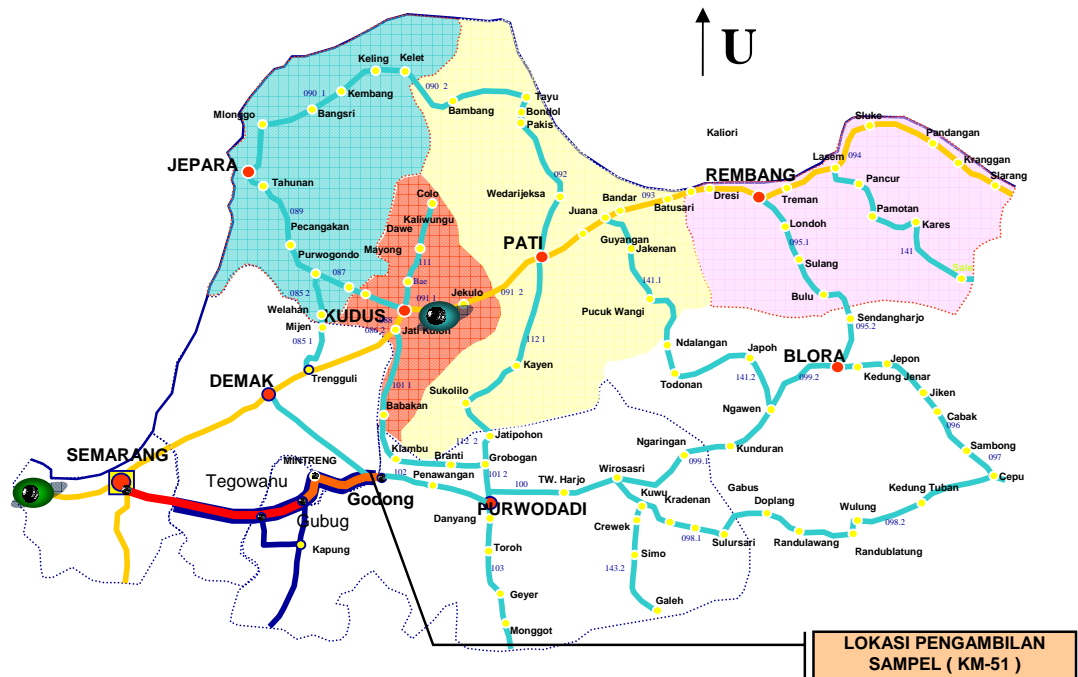 U
Keling
Kelet
090 1
090 2
Kembang
Bangsri
Mlonggo
Bambang
Tayu
Bondol
Pakis
JEPARA
Tahunan
089
Pecangakan
Purwogondo
087
085 2
Welahan
Mijen
085 1
Colo
Kaliwungu
Dawe
Mayong
111
Bae
091 1
Jekulo
091 2
KUDUS
088
086 2
Jati Kulon
Trengguli
101 1
Babakan
DEMAK
092
Wedarijeksa
Juana
Bandar
Batusari
093
PATI
Guyangan
Jakenan
141.1
Pucuk Wangi
112 1
Kayen
Sukolilo
112 2
Jatipohon
Ndalangan
Todonan
Japoh
141.2
Kaliori
REMBANG
Dresi
Treman
Lasem
094
Sluke
Pandangan
Kranggan
Slarang
Pancur
Pamotan
Kares
141
Sale
Londoh
095.1
Sulang
Bulu
Sendangharjo
095.2
BLORA
099.2
Jepon
Kedung Jenar
Jiken
Cabak
096
Sambong
097
Cepu
Ngawen
Kunduran
Ngaringan
099.1
Wirosasri
TW. Harjo
100
SEMARANG
Tegowanu
MINTRENG
Gubug
Kapung
Godong
Klambu
102
Branti
Grobogan
101 2
Penawangan
PURWODADI
Danyang
Toroh
103
Geyer
Monggot
Kuwu
Kradenan
Crewek
Simo
143.2
Galeh
098.1
Sulursari
Gabus
Doplang
Randulawang
Wulung
Randublatung
098.2
Kedung Tuban
LOKASI PENGAMBILAN
SAMPEL ( KM-51 )